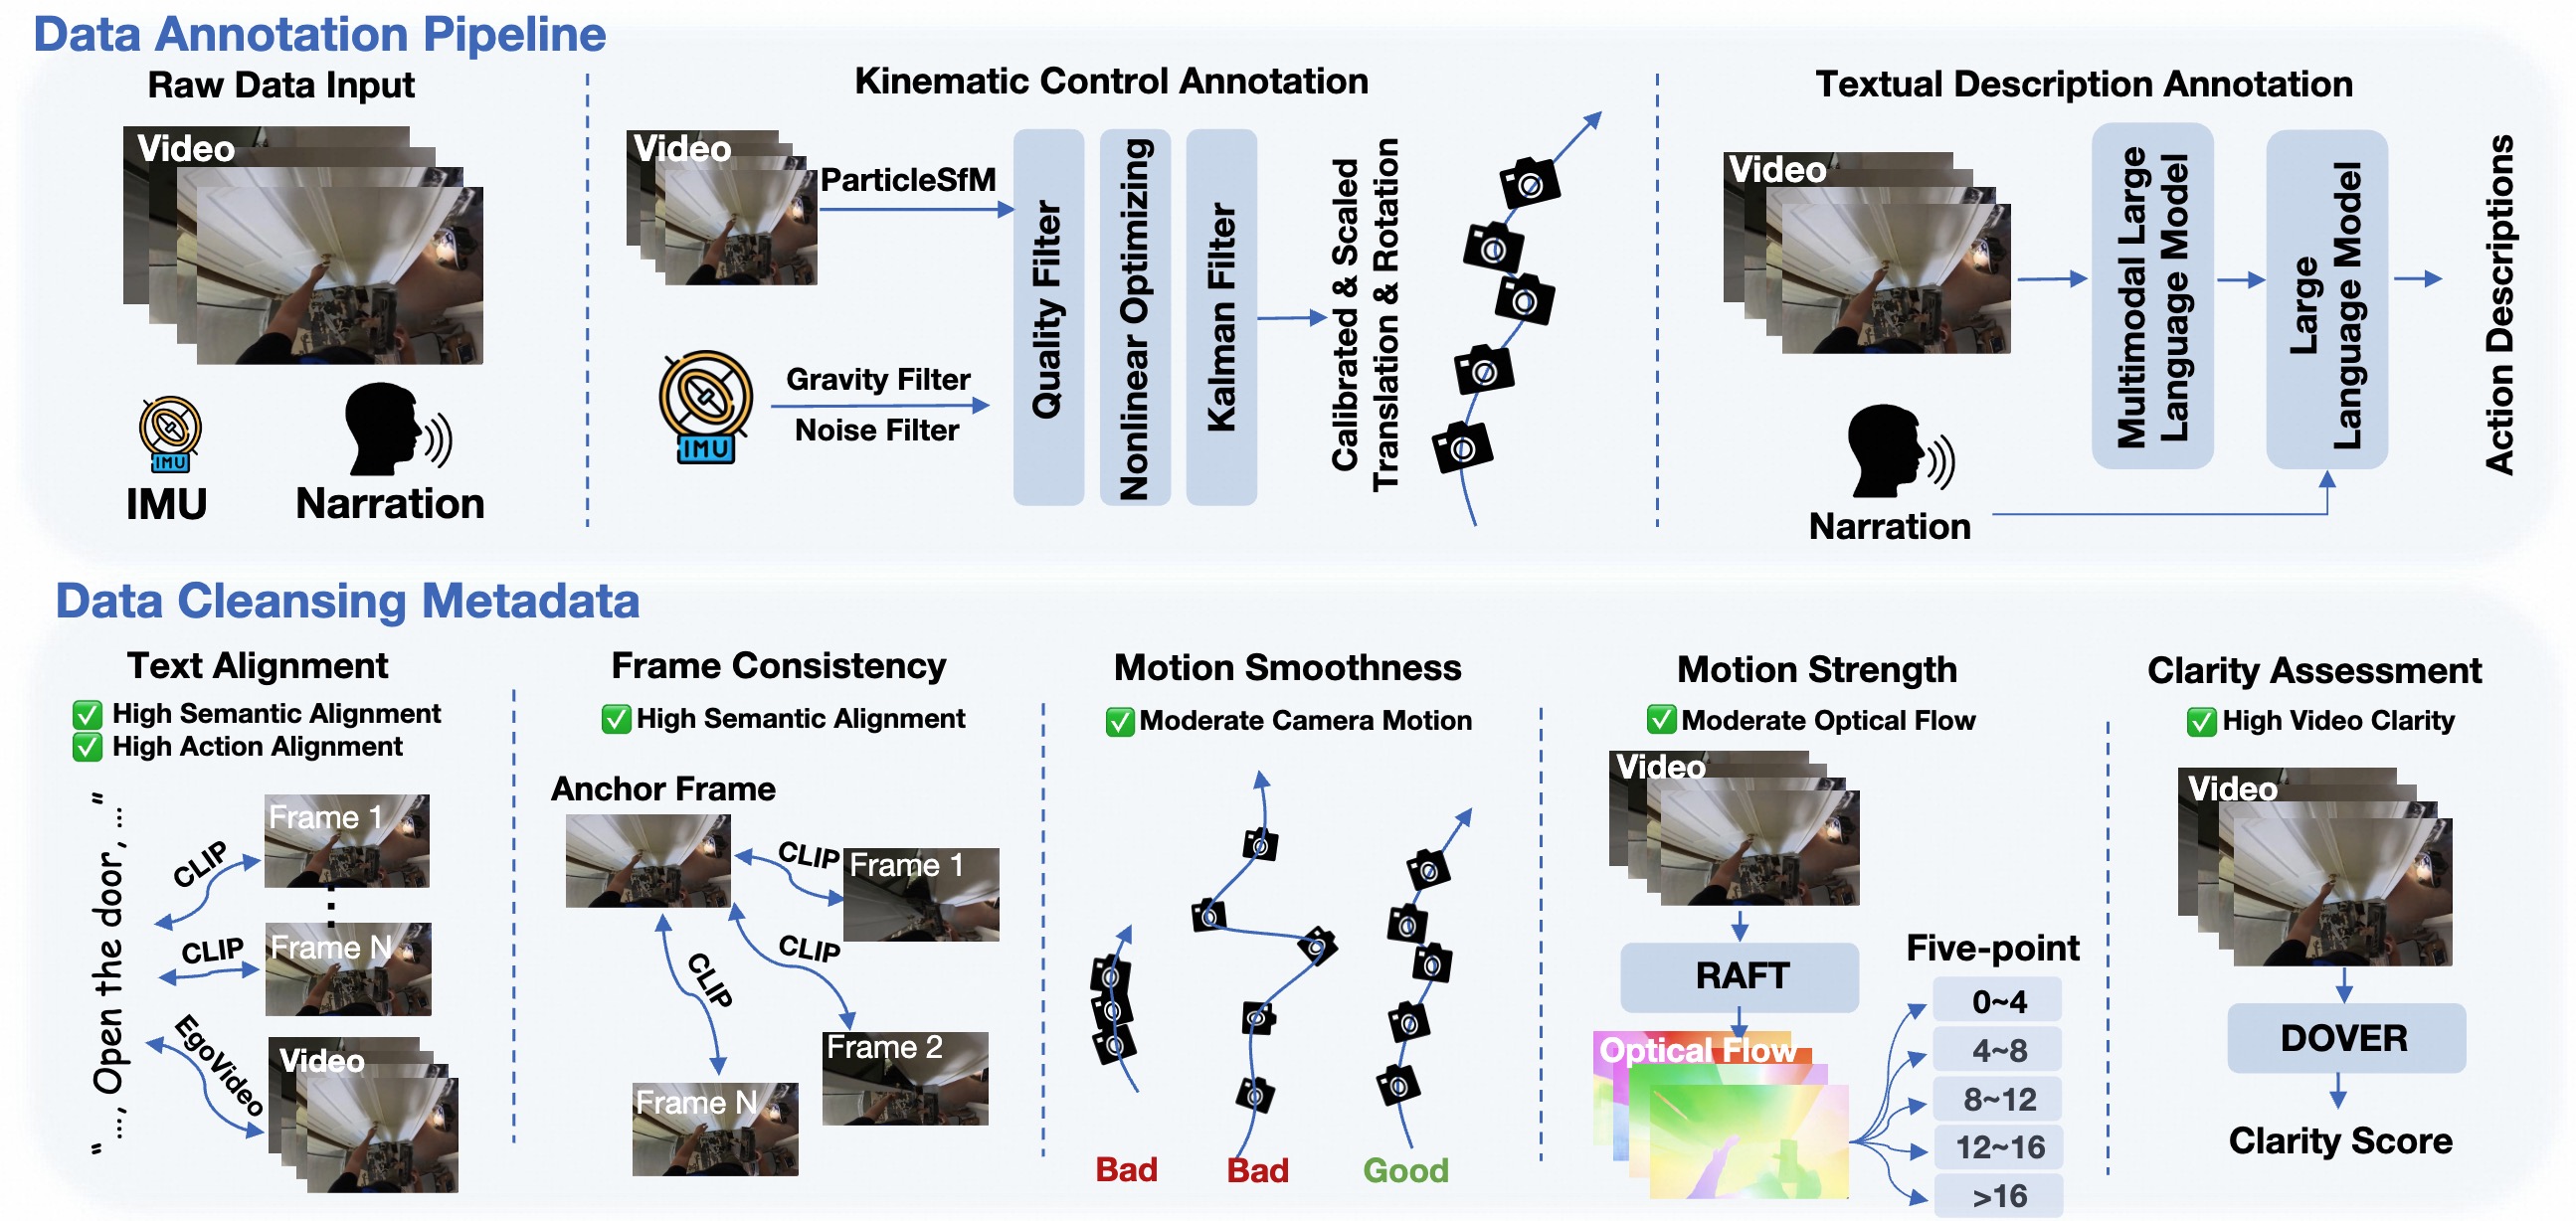 Data Annotation Pipeline
Raw Data Input
Video
IMU
IMU
Narration
Kinematic Control Annotation
Video
ParticleSfM
IMU
Gravity Filter
Noise Filter
Quality Filter
Nonlinear Optimizing
Kalman Filter
Calibrated & Scaled
Translation & Rotation
Textual Description Annotation
Video
Narration
Multimodal Large
Language Model
Large
Language Model
Action Descriptions
Data Cleansing Metadata
Text Alignment
High Semantic Alignment
High Action Alignment
"..., Open the door, ..."
CLIP
Frame 1
CLIP
Frame N
EgoVideo
Video
Frame Consistency
High Semantic Alignment
Anchor Frame
CLIP
Frame 1
CLIP
Frame 2
CLIP
Frame N
Motion Smoothness
Moderate Camera Motion
Bad
Bad
Good
Motion Strength
Moderate Optical Flow
Video
RAFT
Optical Flow
Five-point
0~4
4~8
8~12
12~16
>16
Clarity Assessment
High Video Clarity
Video
DOVER
Clarity Score